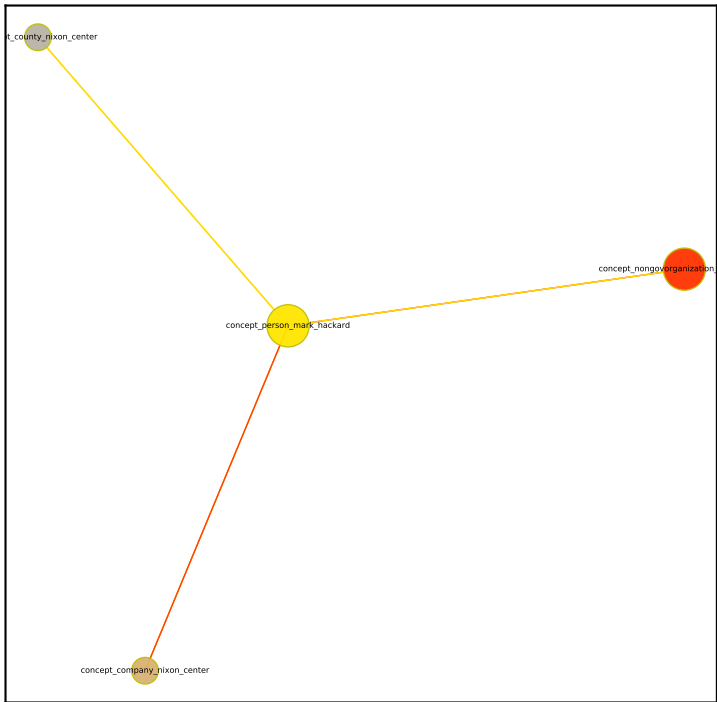 t_county_nixon_center
concept_nongovorganization_
concept_person_mark_hackard
concept_company_nixon_center